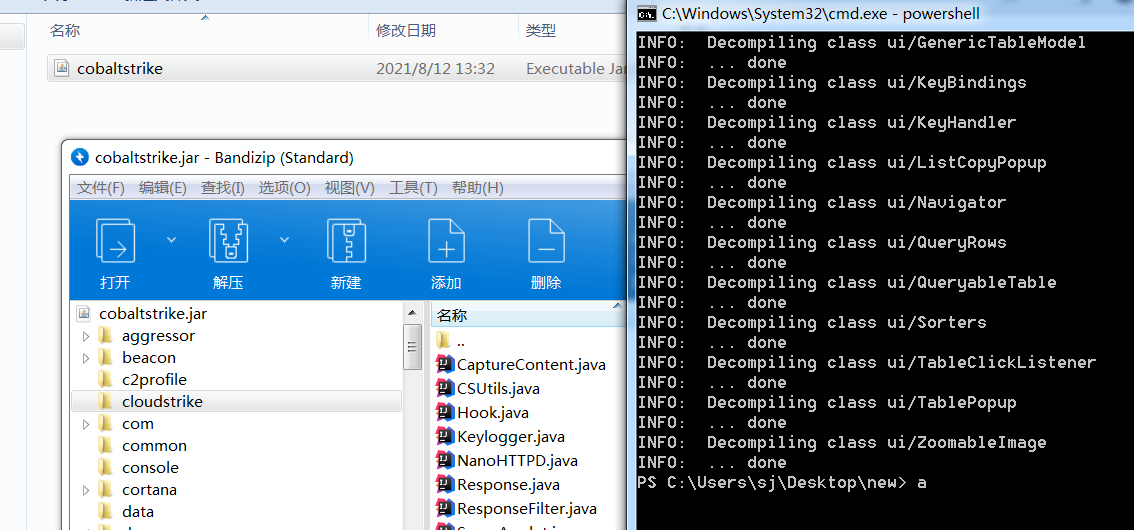 名称
修改日期
类型
cobaltstrike
2021/8/12 13:32
Executable Jar
cobaltstrike.jar - Bandizip (Standard)
文件(F) 编辑(E) 查找(I) 选项(O) 视图(V) 工具(T) 帮助(H)
打开
解压
新建
添加
删除
cobaltstrike.jar
aggressor
beacon
c2profile
cloudstrike
com
common
console
cortana
data
名称
..
CaptureContent.java
CSUtils.java
Hook.java
Keylogger.java
NanoHTTPD.java
Response.java
ResponseFilter.java
C:\Windows\System32\cmd.exe - powershell
INFO:  Decompiling class ui/GenericTableModel
INFO:  ... done
INFO:  Decompiling class ui/KeyBindings
INFO:  ... done
INFO:  Decompiling class ui/KeyHandler
INFO:  ... done
INFO:  Decompiling class ui/ListCopyPopup
INFO:  ... done
INFO:  Decompiling class ui/Navigator
INFO:  ... done
INFO:  Decompiling class ui/QueryRows
INFO:  ... done
INFO:  Decompiling class ui/QueryableTable
INFO:  ... done
INFO:  Decompiling class ui/Sorters
INFO:  ... done
INFO:  Decompiling class ui/TableClickListener
INFO:  ... done
INFO:  Decompiling class ui/TablePopup
INFO:  ... done
INFO:  Decompiling class ui/ZoomableImage
INFO:  ... done
PS C:\Users\sj\Desktop\new> a